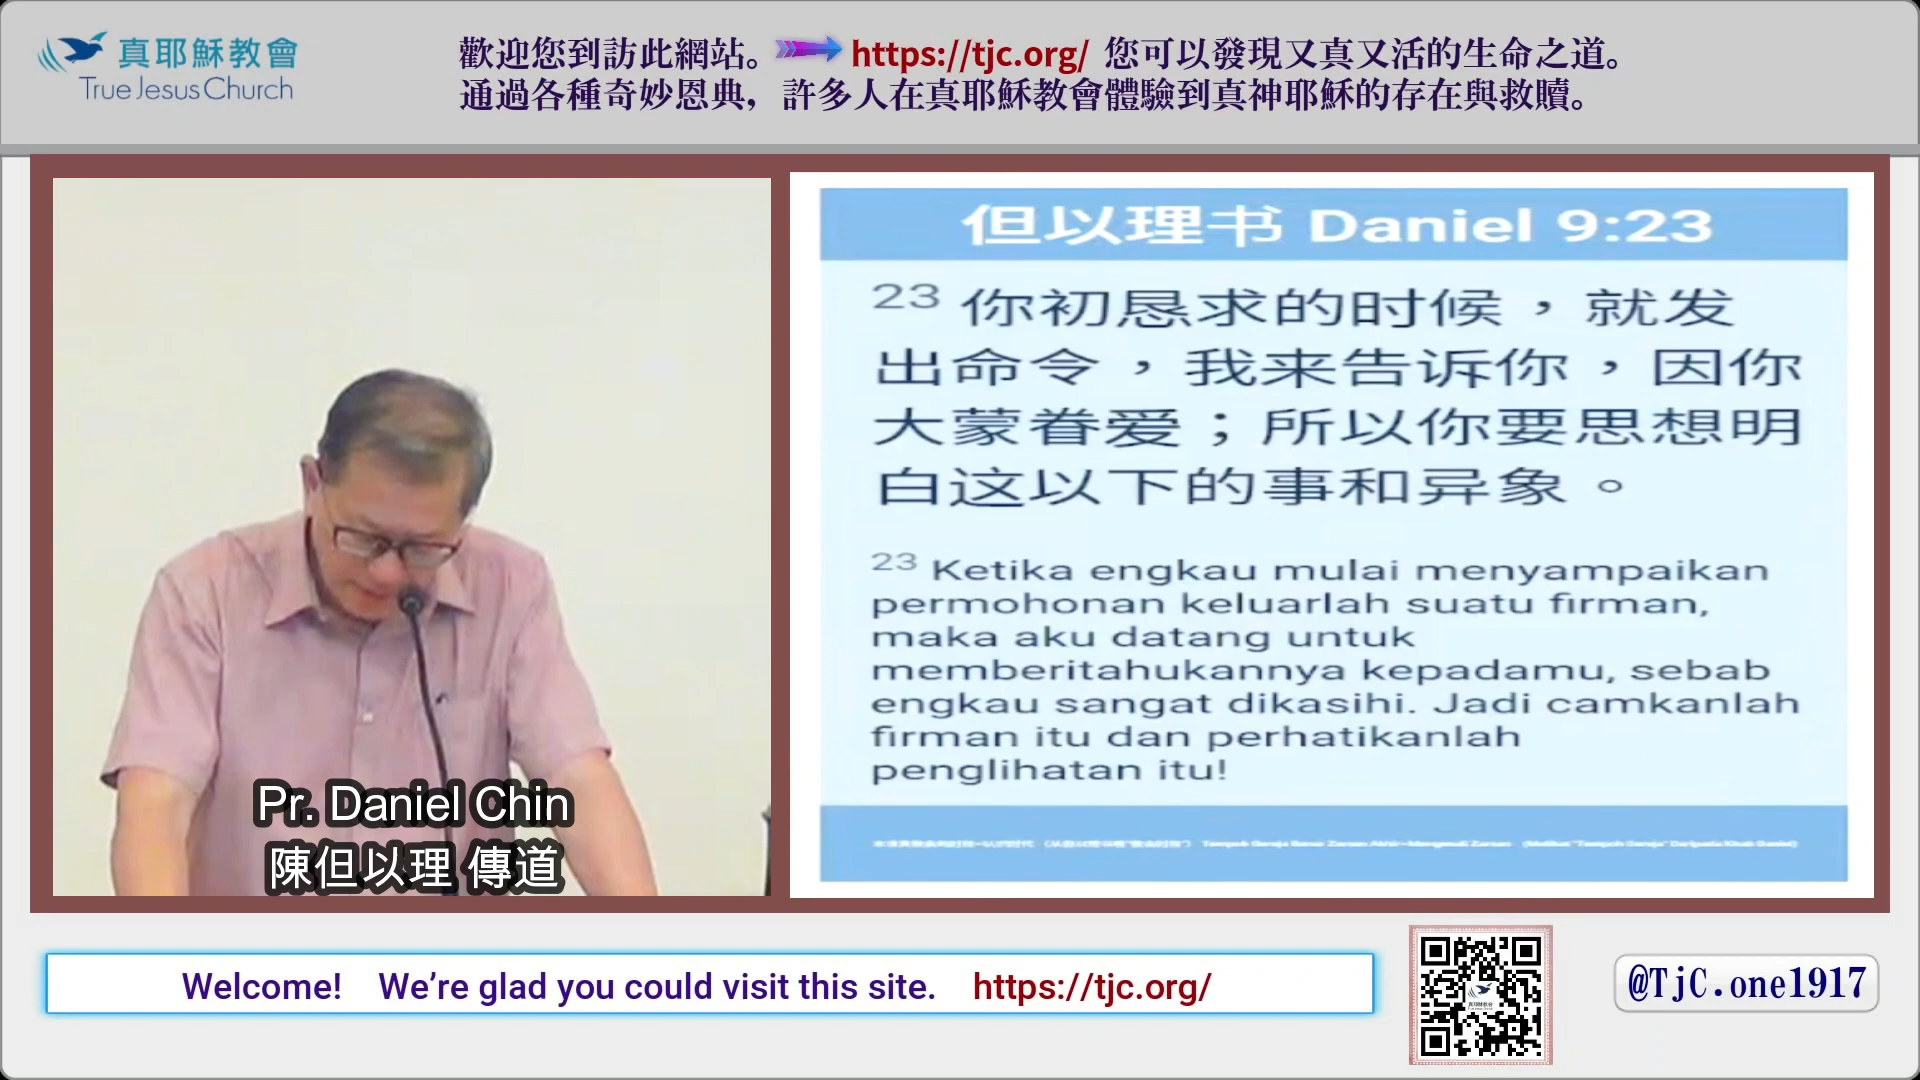 真耶穌教會
True Jesus Church
歡迎您到訪此網站。 https://tjc.org/ 您可以發現又真又活的生命之道。
通過各種奇妙恩典，許多人在真耶穌教會體驗到真神耶穌的存在與救贖。
但以理书 Daniel 9:23
23 你初恳求的时候，就发
出命令，我来告诉你，因你
大蒙眷爱；所以你要思想明
白这以下的事和异象。
23 Ketika engkau mulai menyampaikan
permohonan keluarlah suatu firman,
maka aku datang untuk
memberitahukannya kepadamu, sebab
engkau sangat dikasihi. Jadi camkanlah
firman itu dan perhatikanlah
penglihatan itu!
Pr. Daniel Chin
陳但以理 傳道
Welcome! We’re glad you could visit this site. https://tjc.org/
@TjC.one1917